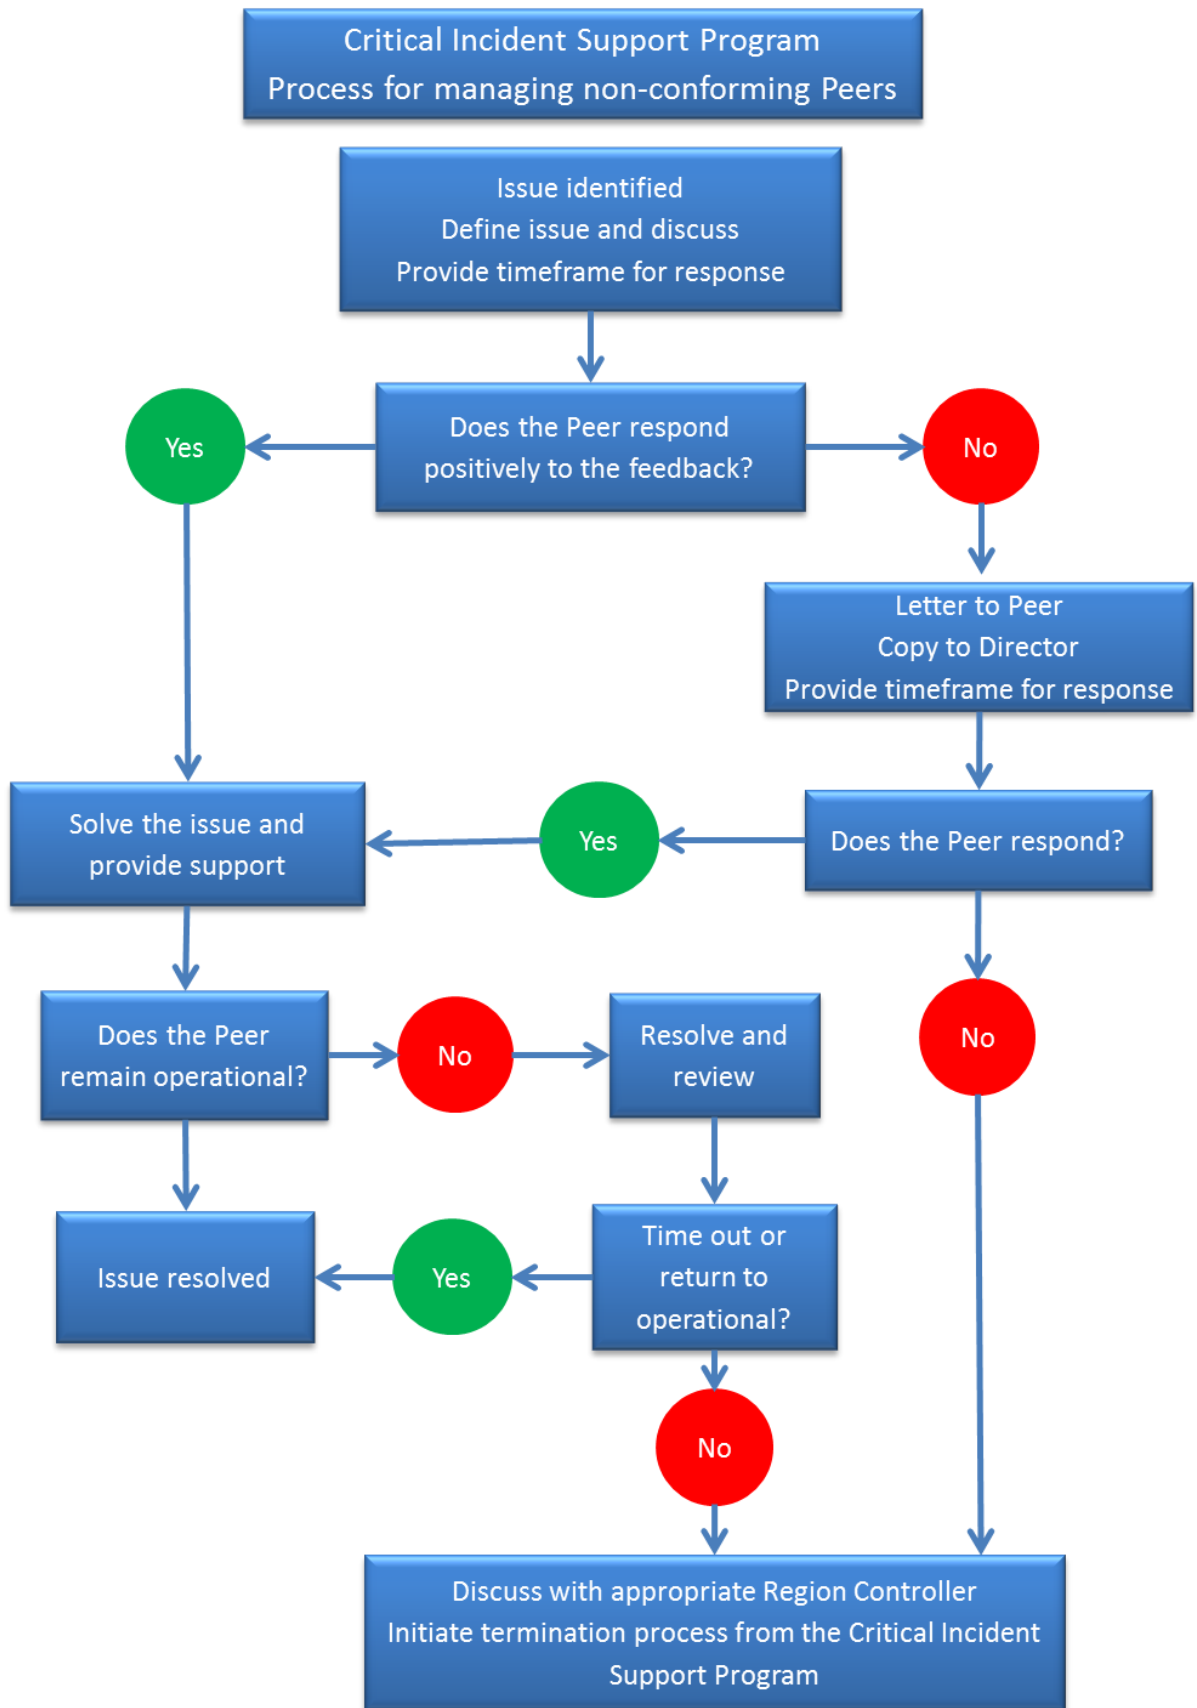 Critical Incident Support Program
Process for managing non-conforming Peers
Issue identified
Define issue and discuss
Provide timeframe for response
Does the Peer respond
positively to the feedback?
Yes
No
Letter to Peer
Copy to Director
Provide timeframe for response
Solve the issue and
provide support
Yes
Does the Peer respond?
Does the Peer
remain operational?
No
Resolve and
review
No
Issue resolved
Yes
Time out or
return to
operational?
No
Discuss with appropriate Region Controller
Initiate termination process from the Critical Incident
Support Program